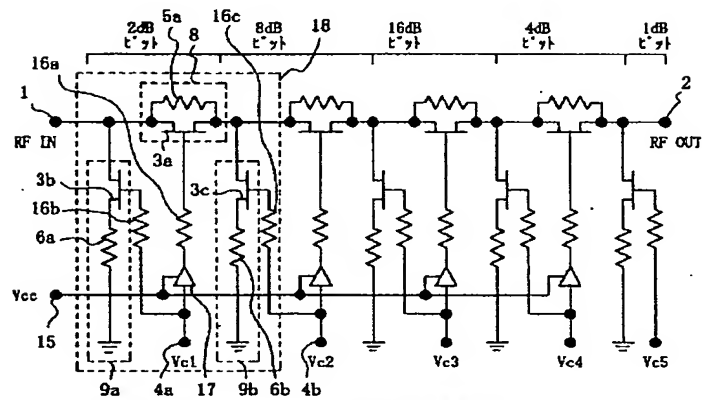 2dB ビット
8dB ビット
16dB ビット
4dB ビット
1dB ビット
5a
8
16c
18
16a
1
2
RF IN
3a
RF OUT
3b
3c
16b
6a
Vcc
15
Vc1
Vc2
Vc3
Vc4
Vc5
9a
4a
17
9b
6b
4b